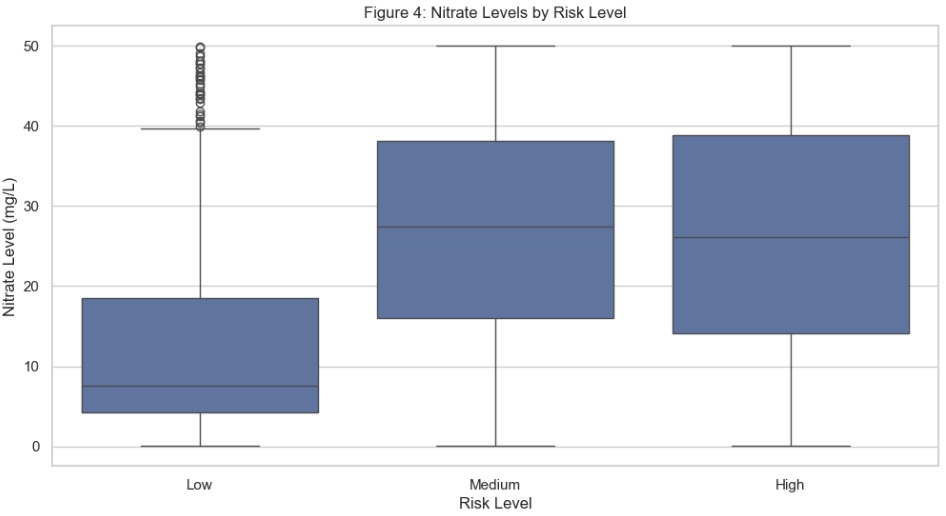 Figure 4: Nitrate Levels by Risk Level
Nitrate Level (mg/L)
50
40
30
20
10
0
Low Medium High
Risk Level